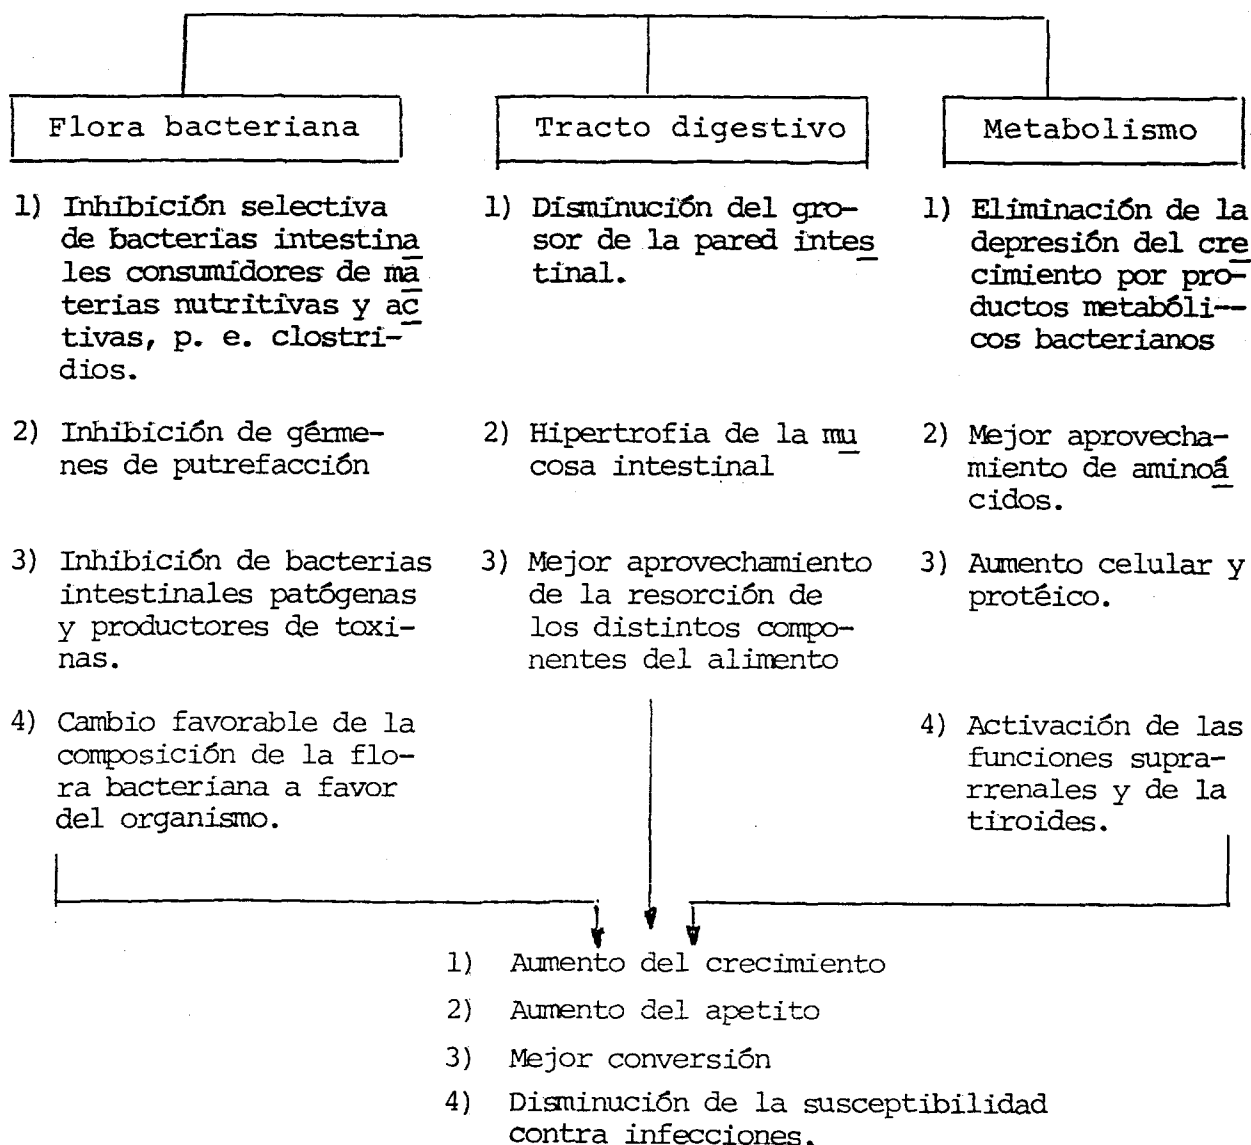 Flora bacteriana
1) Inhibición selectiva
de bacterias intestina
les consumidores de ma
terias nutritivas y ac
tivas, p. e. clostri-
dios.
2) Inhibición de gérme-
nes de putrefacción
3) Inhibición de bacterias
intestinales patógenas
y productores de toxi-
nas.
4) Cambio favorable de la
composición de la flo-
ra bacteriana a favor
del organismo.
Tracto digestivo
1) Disminución del gro-
sor de la pared intes
tinal.
2) Hipertrofia de la mu
cosa intestinal
3) Mejor aprovechamiento
de la resorción de
los distintos compo-
nentes del alimento
Metabolismo
1) Eliminación de la
depresión del cre
cimiento por pro-
ductos metabóli--
cos bacterianos
2) Mejor aprovecha-
miento de aminoá
cidos.
3) Aumento celular y
protéico.
4) Activación de las
funciones supra-
rrenales y de la
tiroides.
1) Aumento del crecimiento
2) Aumento del apetito
3) Mejor conversión
4) Disminución de la susceptibilidad
contra infecciones.